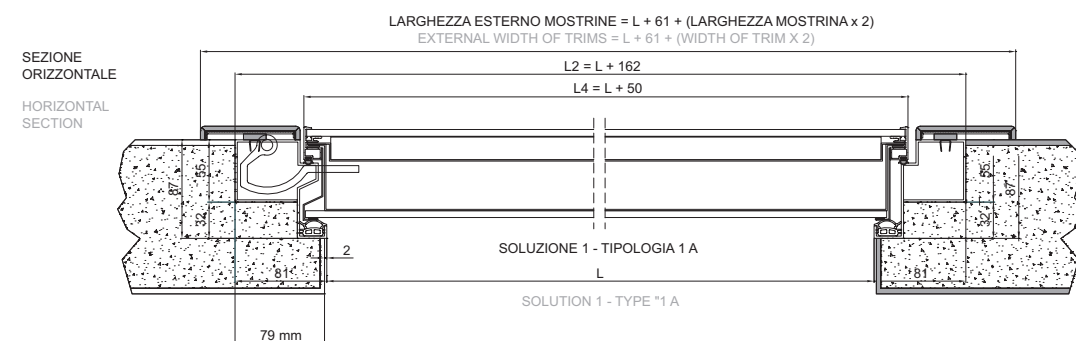 LARGHEZZA ESTERNO MOSTRINE = L + 61 + (LARGHEZZA MOSTRINA x 2)
EXTERNAL WIDTH OF TRIMS = L + 61 + (WIDTH OF TRIM X 2)
SEZIONE
ORIZZONTALE
HORIZONTAL
SECTION
L2 = L + 162
L4 = L + 50
87
55
32
55
87
32
2
SOLUZIONE 1 - TIPOLOGIA 1 A
81
L
81
SOLUTION 1 - TYPE "1 A
79 mm